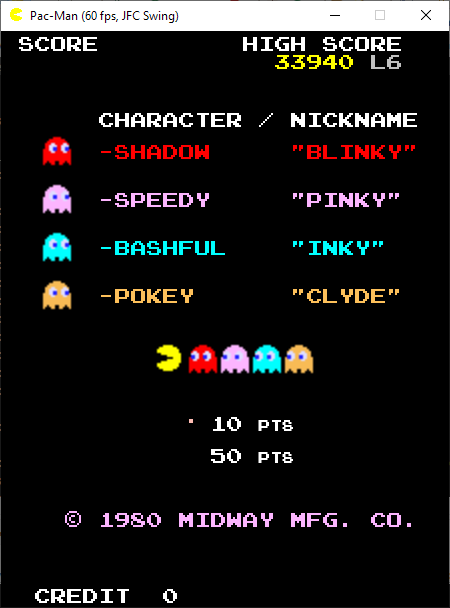 Pac-Man (60 fps, JFC Swing)
SCORE HIGH SCORE
33940 L6
CHARACTER / NICKNAME
-SHADOW "BLINKY"
-SPEEDY "PINKY"
-BASHFUL "INKY"
-POKEY "CLYDE"
10 PTS
50 PTS
© 1980 MIDWAY MFG. CO.
CREDIT 0